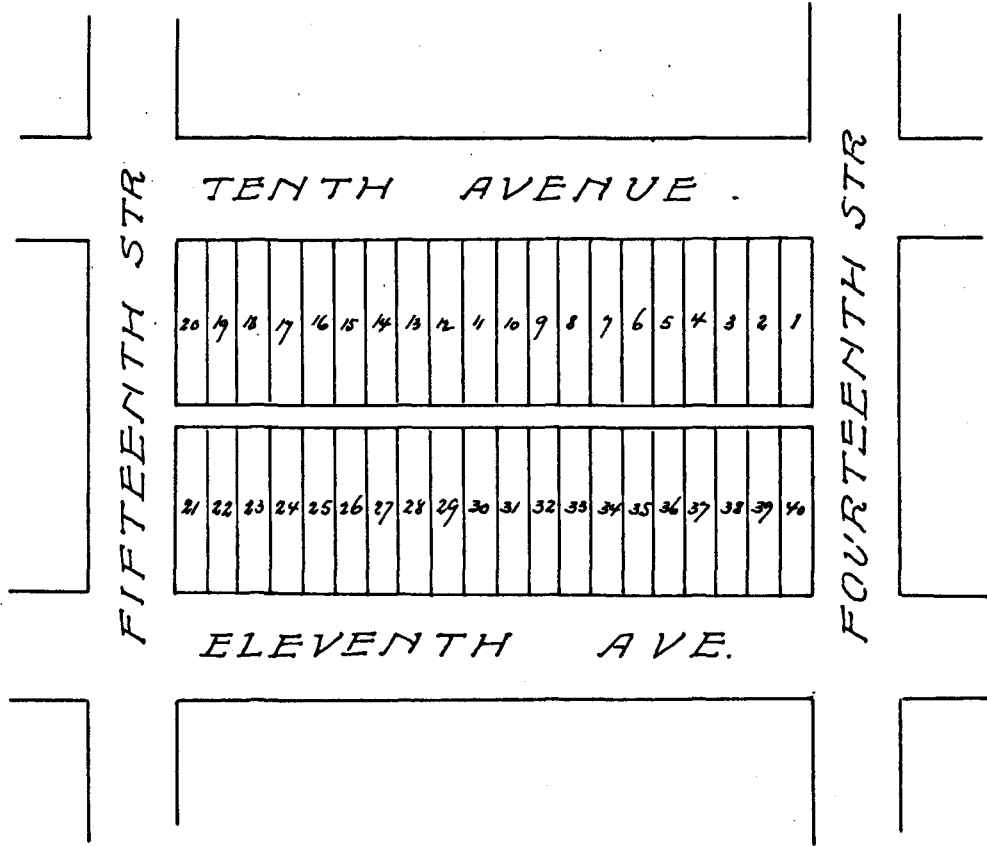 TENTH AVENUE.
FIFTEENTH STR
FOURTEENTH STR
20 19 18 17 16 15 14 13 12 11 10 9 8 7 6 5 4 3 2 1
21 22 23 24 25 26 27 28 29 30 31 32 33 34 35 36 37 38 39 40
ELEVENTH AVE.